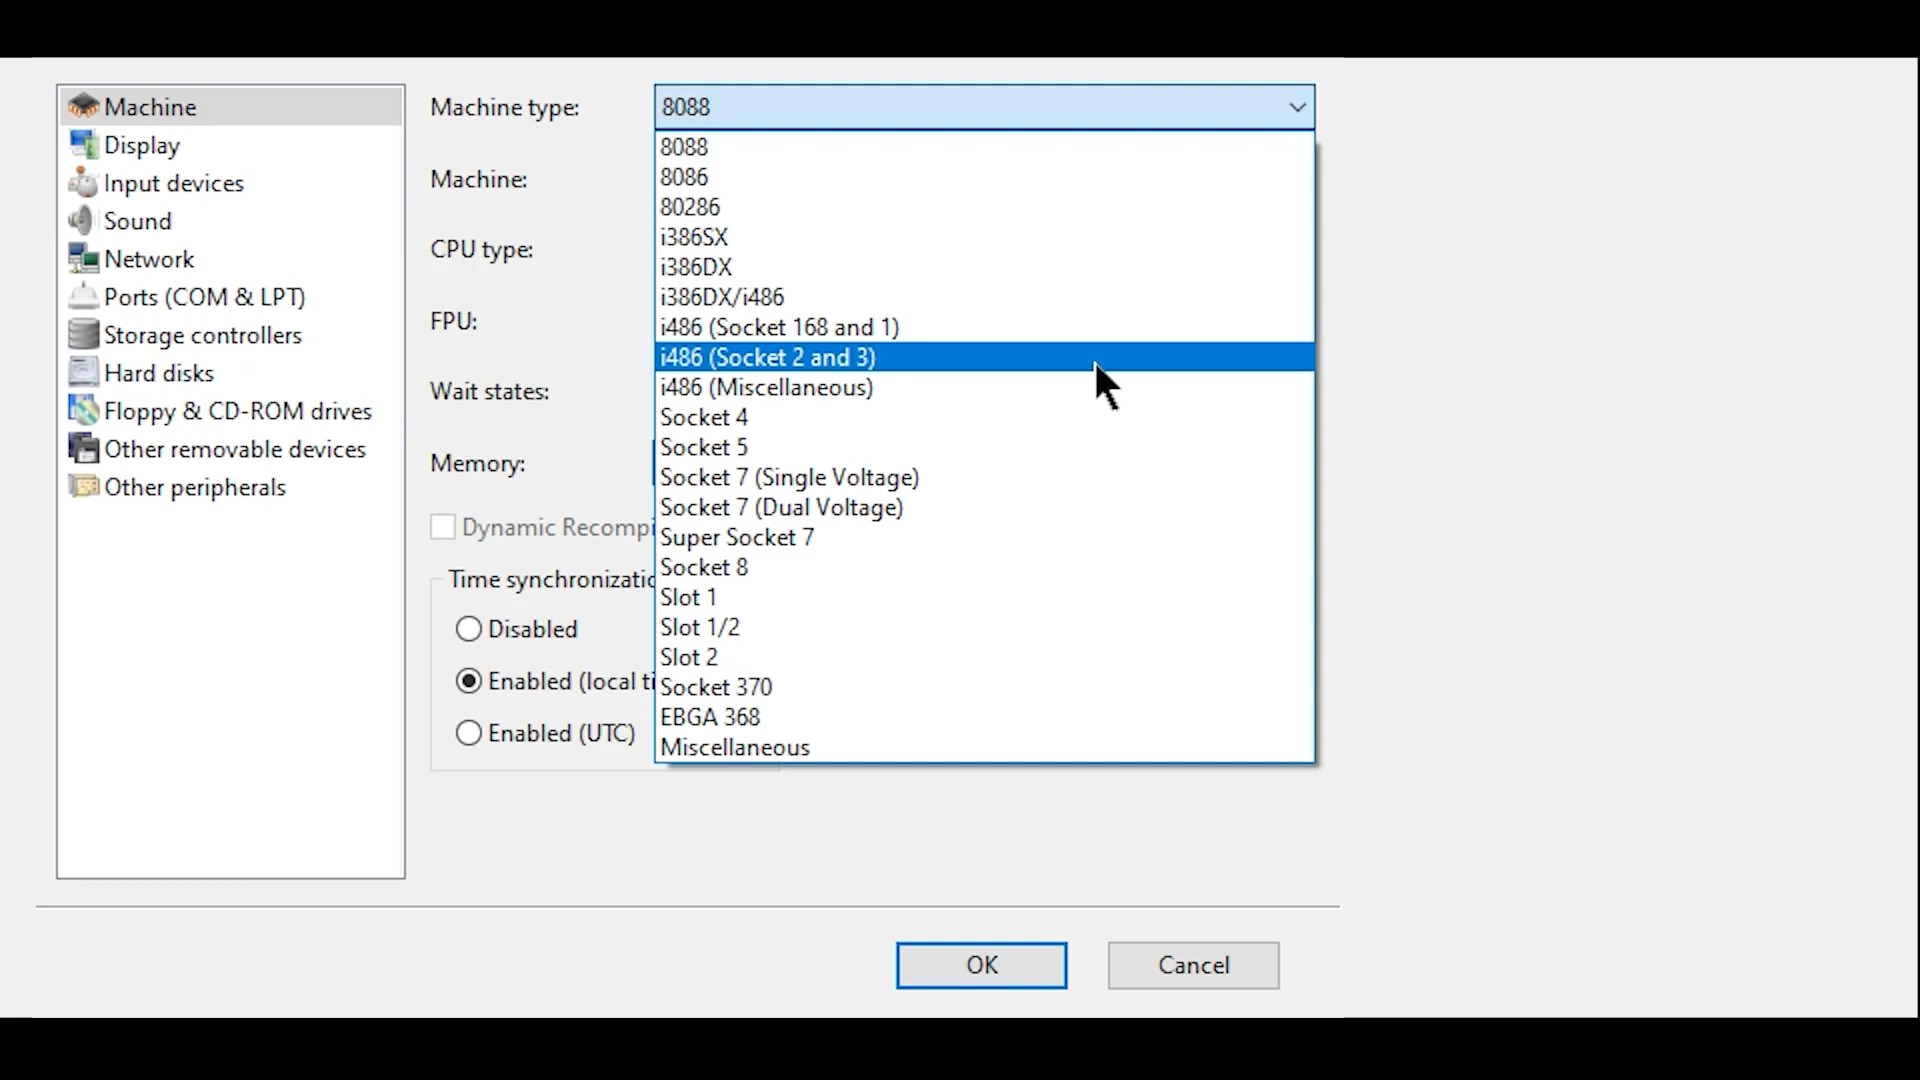 Machine
Display
Input devices
Sound
Network
Ports (COM & LPT)
Storage controllers
Hard disks
Floppy & CD-ROM drives
Other removable devices
Other peripherals
Machine type:
8088
Machine:
CPU type:
FPU:
Wait states:
Memory:
Dynamic Recompi
Time synchronizatio
Disabled
Enabled (local ti
Enabled (UTC)
8088
8086
80286
i386SX
i386DX
i386DX/i486
i486 (Socket 168 and 1)
i486 (Socket 2 and 3)
i486 (Miscellaneous)
Socket 4
Socket 5
Socket 7 (Single Voltage)
Socket 7 (Dual Voltage)
Super Socket 7
Socket 8
Slot 1
Slot 1/2
Slot 2
Socket 370
EBGA 368
Miscellaneous
OK
Cancel